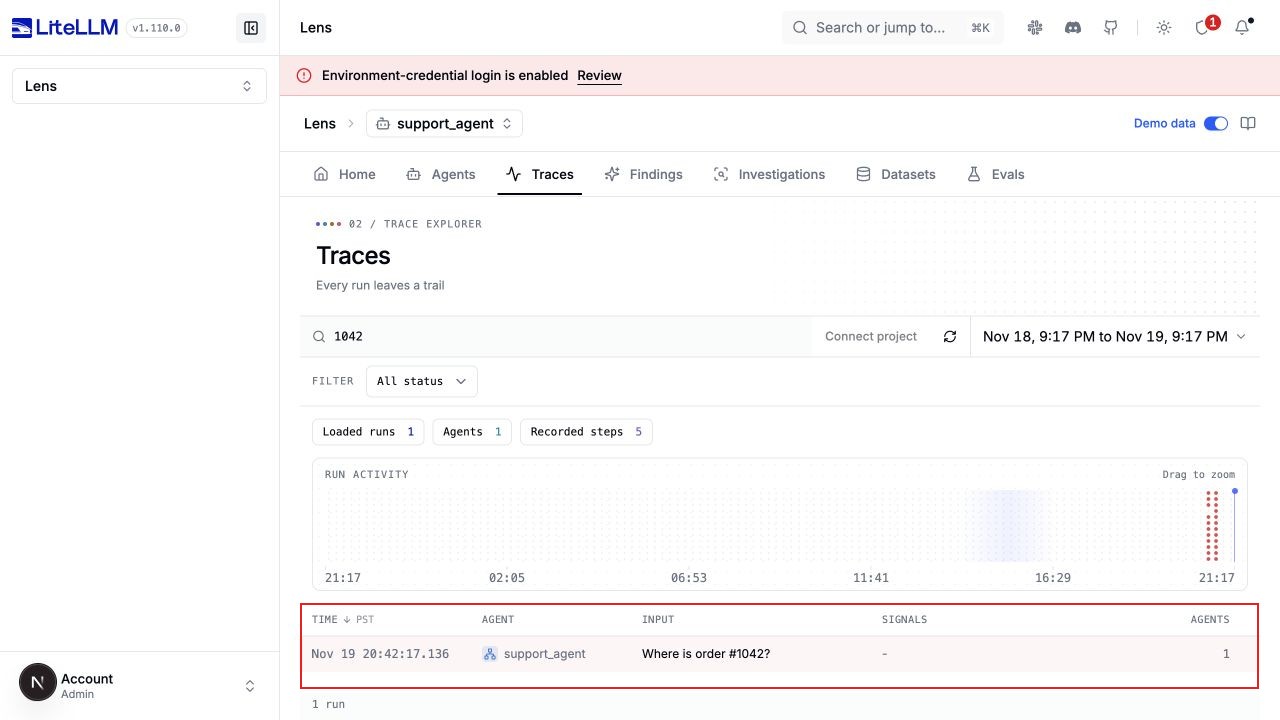 LiteLLM v1.110.0
Lens
Search or jump to... ⌘K
1
Lens
Environment-credential login is enabled Review
Lens support_agent
Demo data
Home Agents Traces Findings Investigations Datasets Evals
02 / TRACE EXPLORER
Traces
Every run leaves a trail
1042
Connect project
Nov 18, 9:17 PM to Nov 19, 9:17 PM
FILTER All status
Loaded runs 1 Agents 1 Recorded steps 5
RUN ACTIVITY Drag to zoom
21:17 02:05 06:53 11:41 16:29 21:17
TIME ↓ PST AGENT INPUT SIGNALS AGENTS
Nov 19 20:42:17.136 support_agent Where is order #1042? - 1
1 run
N
Account
Admin